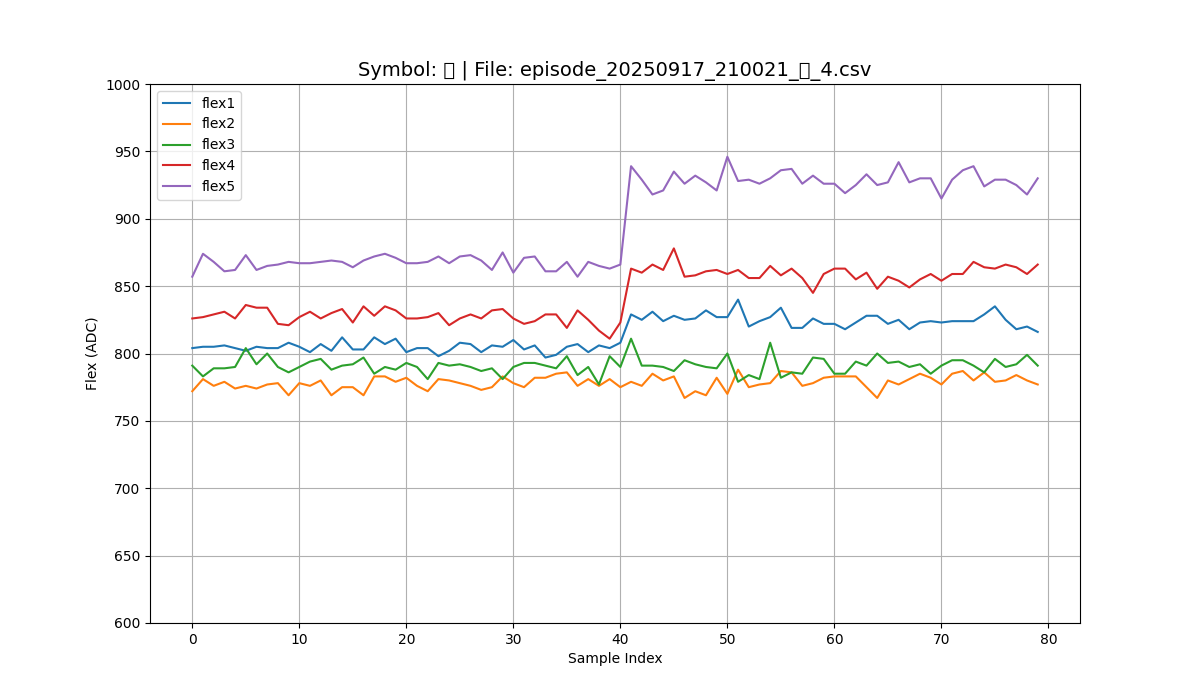 Symbol: ▯ | File: episode_20250917_210021_▯_4.csv
1000
950
900
850
800
750
700
650
600
flex1
flex2
flex3
flex4
flex5
Flex (ADC)
0 10 20 30 40 50 60 70 80
Sample Index